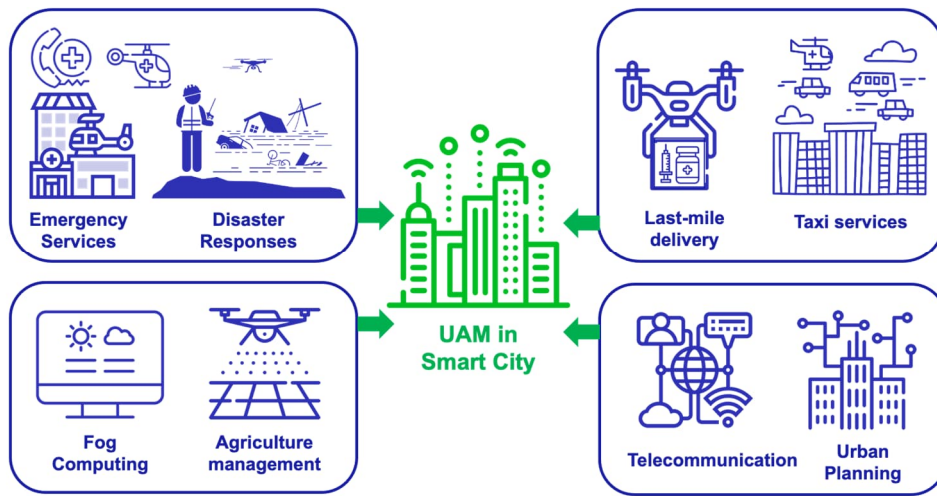 Emergency
Services
Disaster
Responses
Last-mile
delivery
Taxi services
UAM in
Smart City
Fog
Computing
Agriculture
management
Telecommunication
Urban
Planning